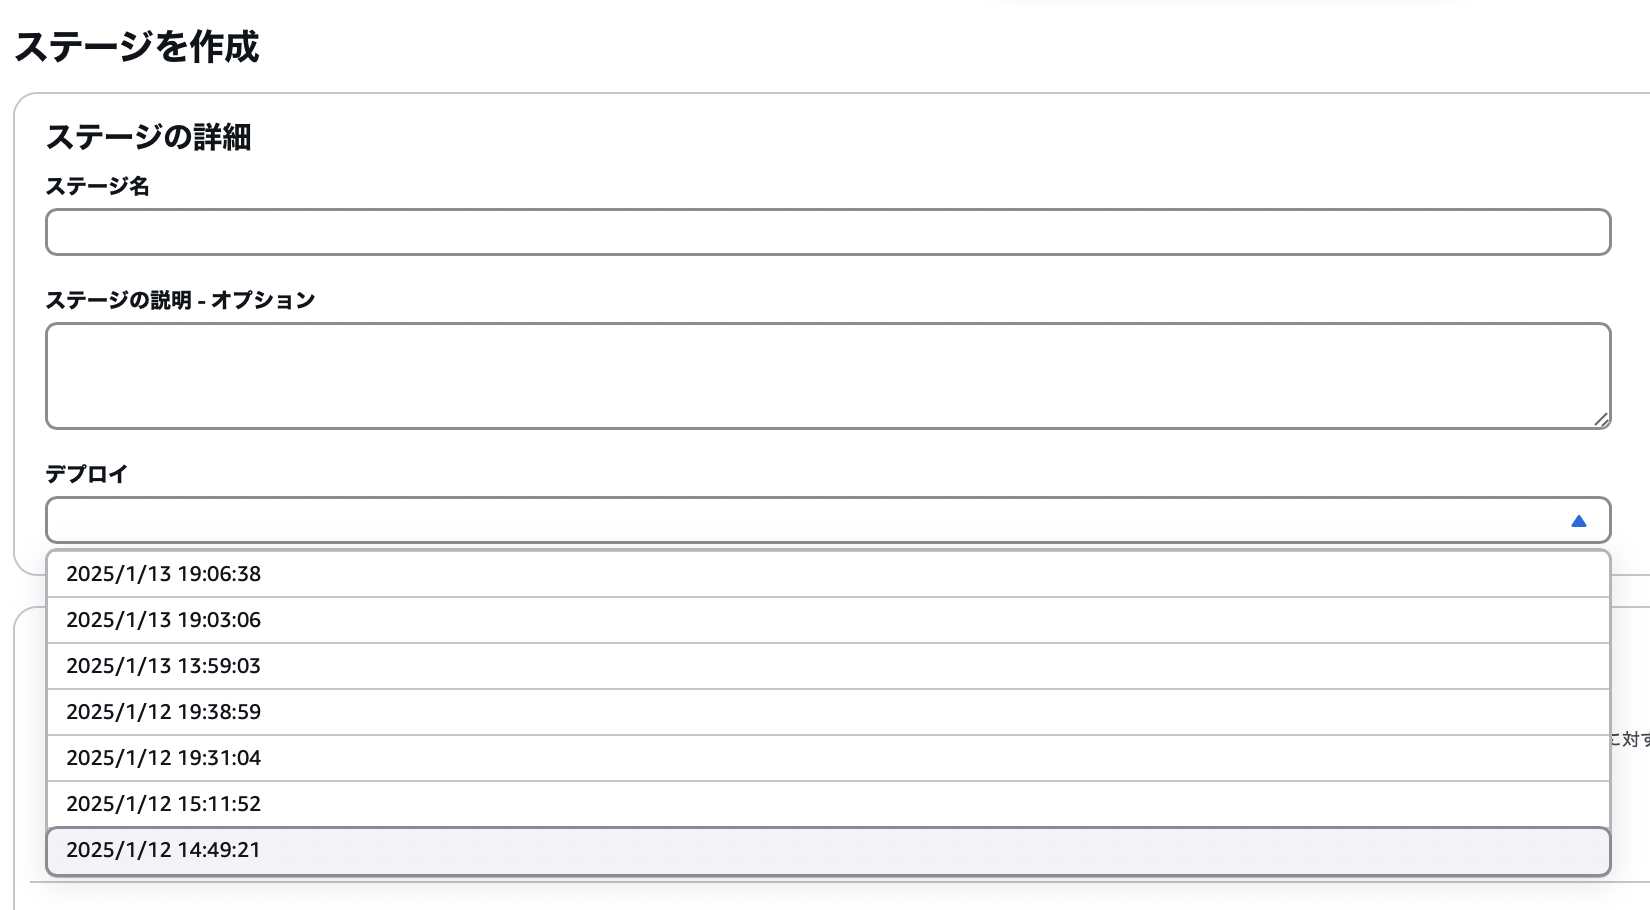 ステージを作成
ステージの詳細
ステージ名
ステージの説明 - オプション
デプロイ
2025/1/13 19:06:38
2025/1/13 19:03:06
2025/1/13 13:59:03
2025/1/12 19:38:59
に対す
2025/1/12 19:31:04
2025/1/12 15:11:52
2025/1/12 14:49:21